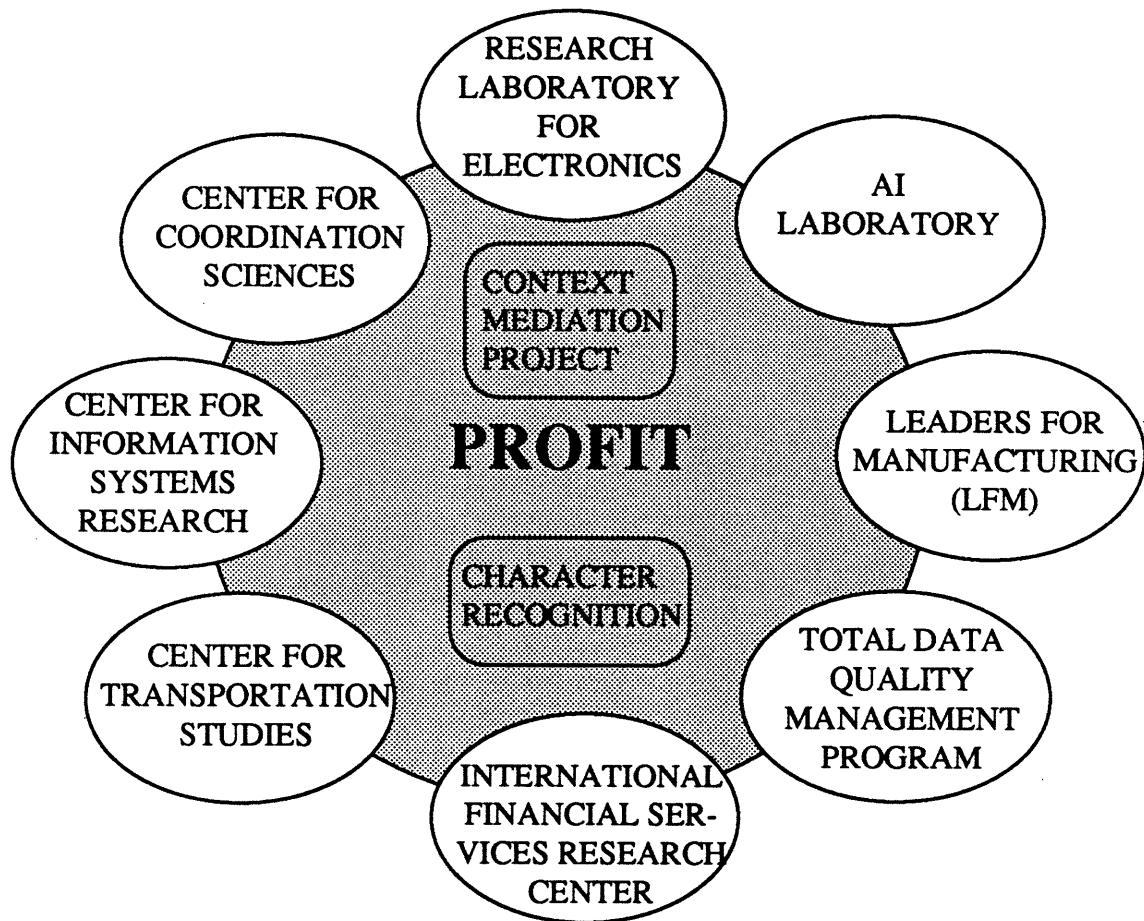 RESEARCH
LABORATORY
FOR
ELECTRONICS
AI
LABORATORY
CENTER FOR
COORDINATION
SCIENCES
CONTEXT
MEDIATION
PROJECT
CENTER FOR
INFORMATION
SYSTEMS
RESEARCH
PROFIT
LEADERS FOR
MANUFACTURING
(LFM)
CHARACTER
RECOGNITION
CENTER FOR
TRANSPORTATION
STUDIES
TOTAL DATA
QUALITY
MANAGEMENT
PROGRAM
INTERNATIONAL
FINANCIAL SER-
VICES RESEARCH
CENTER